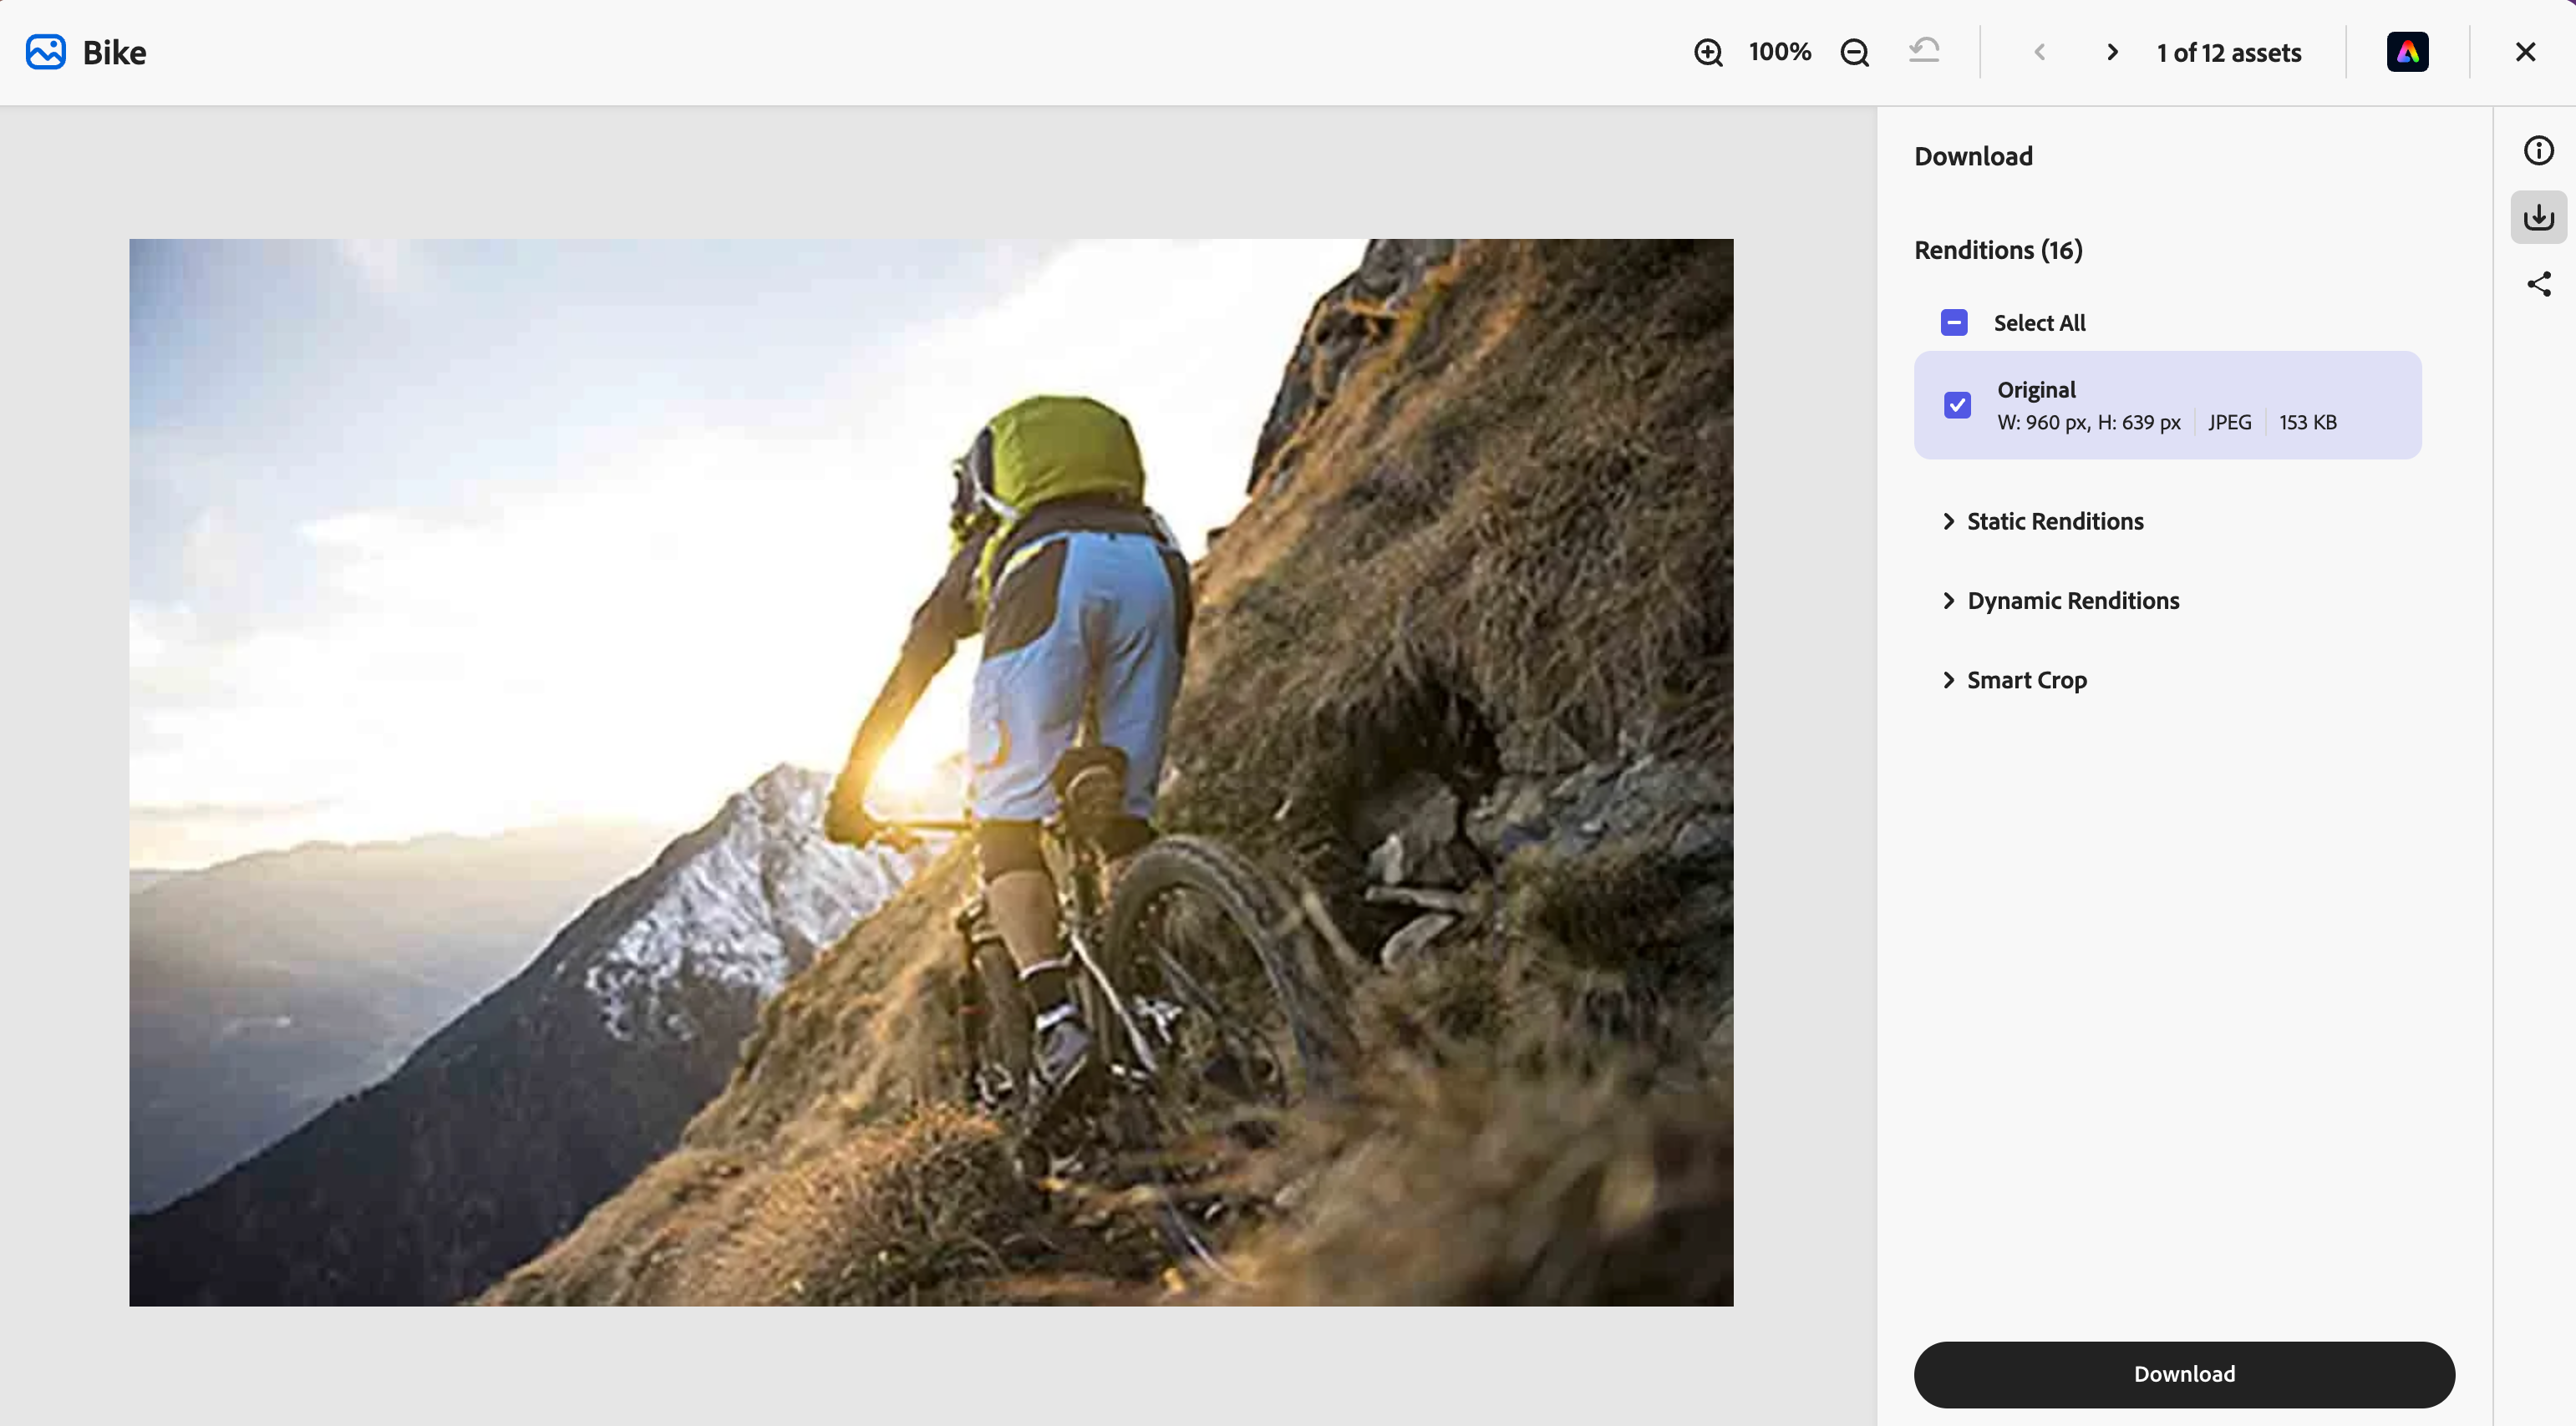 Bike
100%
1 of 12 assets
Download
Renditions (16)
Select All
Original
W: 960 px, H: 639 px JPEG 153 KB
Static Renditions
Dynamic Renditions
Smart Crop
Download